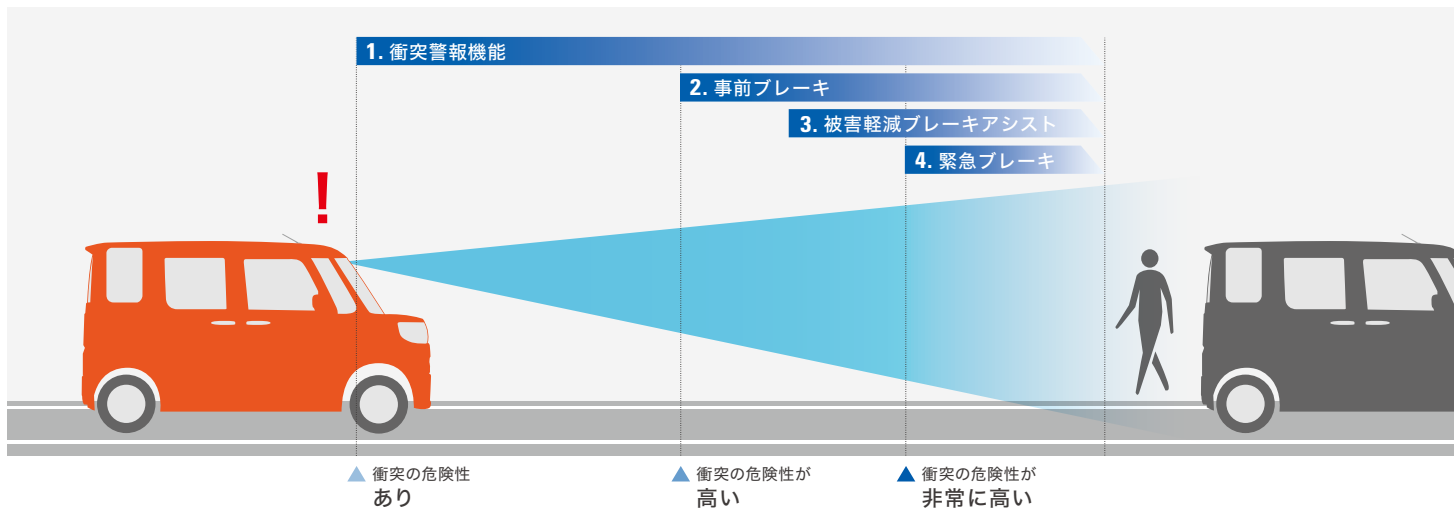 1. 衝突警報機能
2. 事前ブレーキ
3. 被害軽減ブレーキアシスト
4. 緊急ブレーキ
!
衝突の危険性
あり
衝突の危険性が
高い
衝突の危険性が
非常に高い